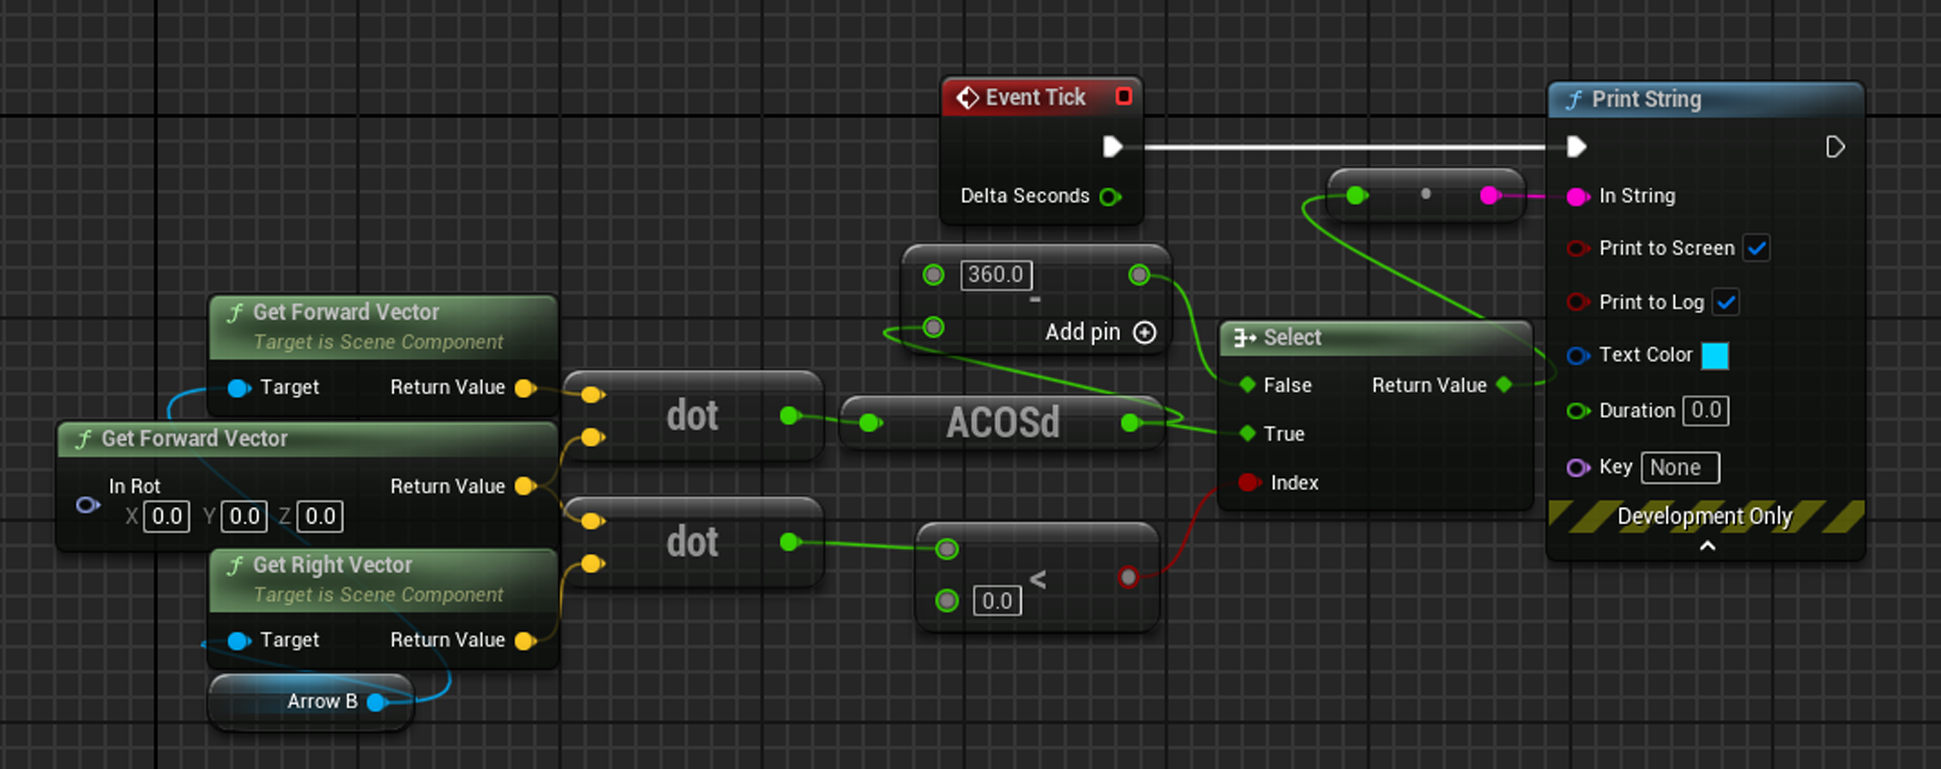 Event Tick
Delta Seconds
Print String
In String
Print to Screen
Print to Log
Text Color
Duration 0.0
Key None
Development Only
360.0
-
Add pin
Select
False Return Value
True
Index
Get Forward Vector
Target is Scene Component
Target Return Value
Get Forward Vector
In Rot Return Value
X 0.0 Y 0.0 Z 0.0
Get Right Vector
Target is Scene Component
Target Return Value
Arrow B
dot
dot
ACOSd
<
0.0